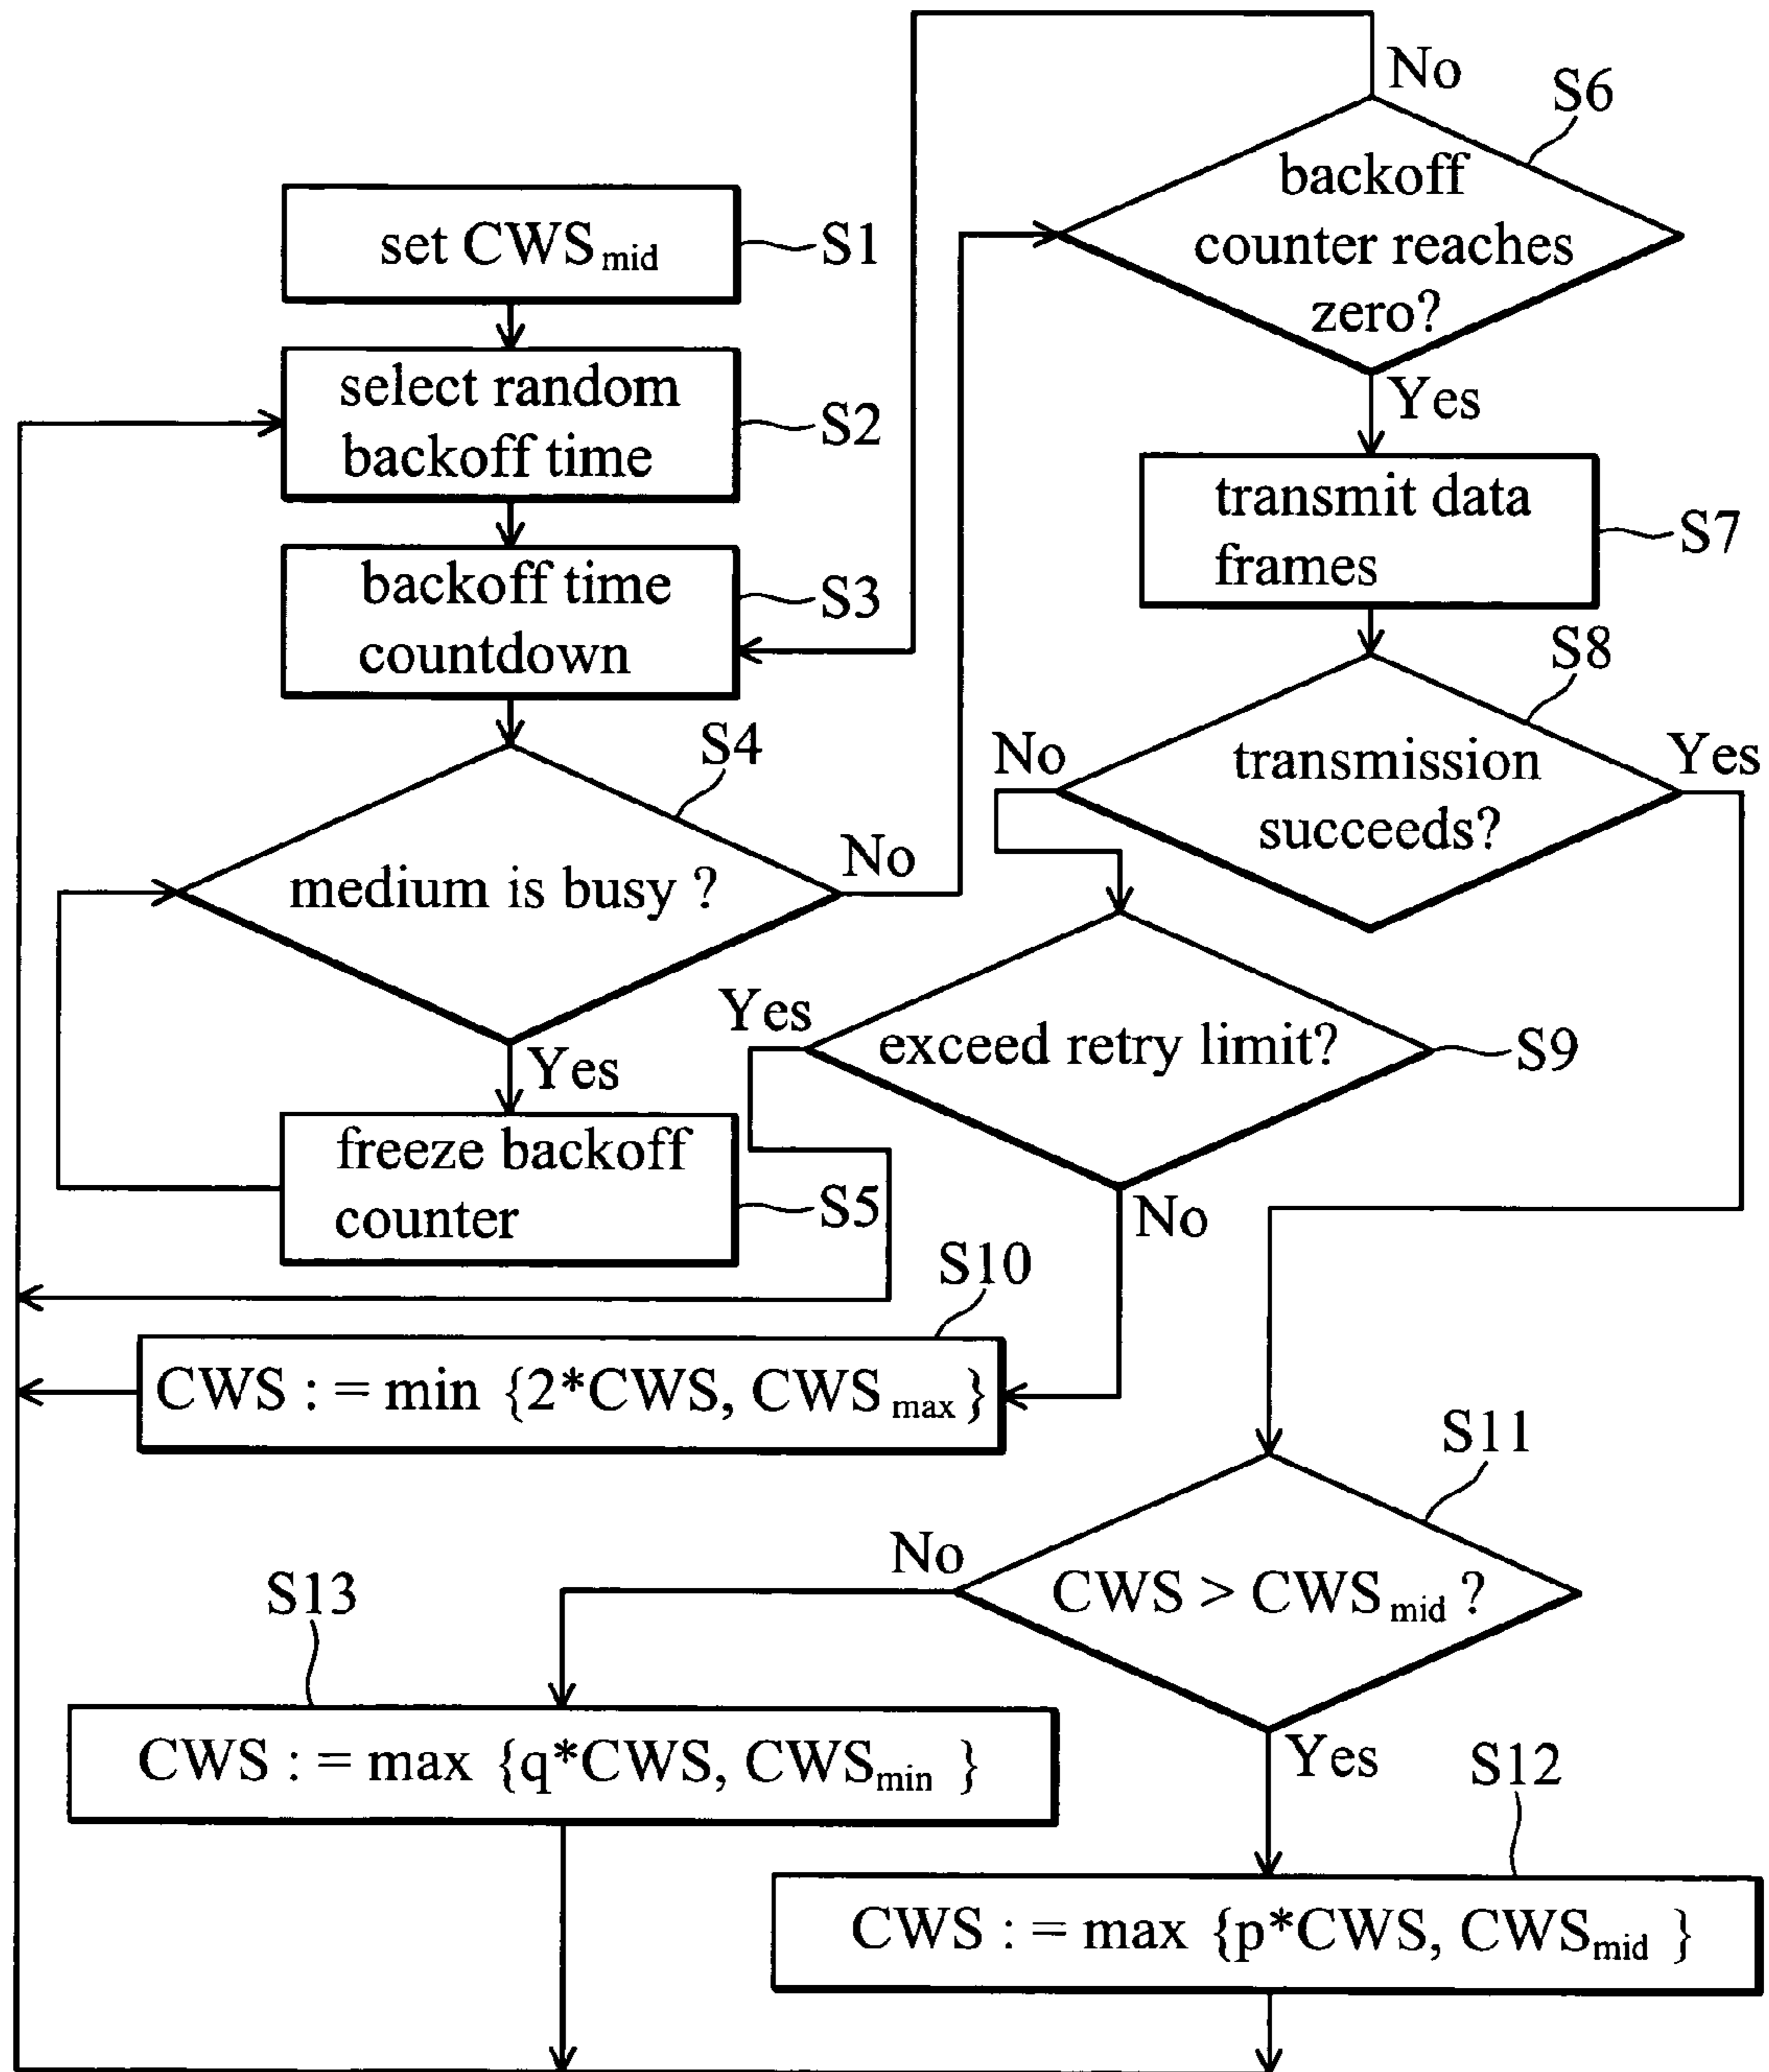 No
S6
backoff
counter reaches
zero?
set CWSmid
S1
Yes
select random
backoff time
S2
transmit data
frames
S7
backoff time
countdown
S3
S8
No
transmission
succeeds?
Yes
S4
medium is busy ?
No
Yes
exceed retry limit?
S9
Yes
freeze backoff
counter
S5
No
S10
CWS : = min {2*CWS, CWSmax}
S11
No
CWS > CWSmid ?
S13
CWS : = max {q*CWS, CWSmin }
Yes
S12
CWS : = max {p*CWS, CWSmid }